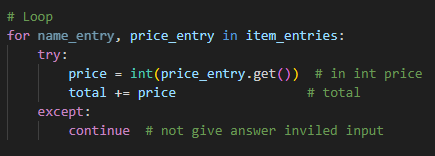 # Loop
for name_entry, price_entry in item_entries:
    try:
        price = int(price_entry.get())  # in int price
        total += price                 # total
    except:
        continue  # not give answer inviled input